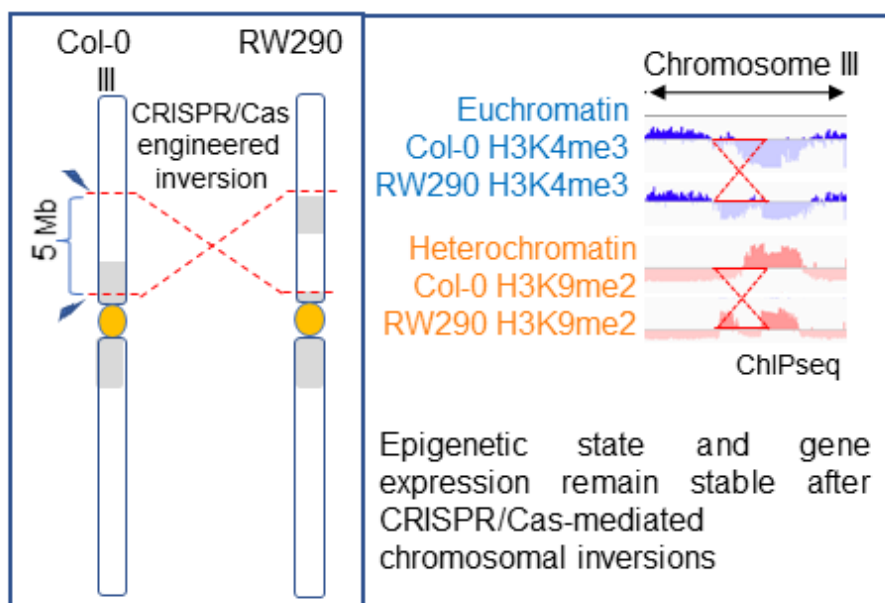 Col-0
RW290
III
CRISPR/Cas
engineered
inversion
5 Mb
Chromosome III
Euchromatin
Col-0 H3K4me3
RW290 H3K4me3
Heterochromatin
Col-0 H3K9me2
RW290 H3K9me2
ChIPseq
Epigenetic state and gene
expression remain stable after
CRISPR/Cas-mediated
chromosomal inversions